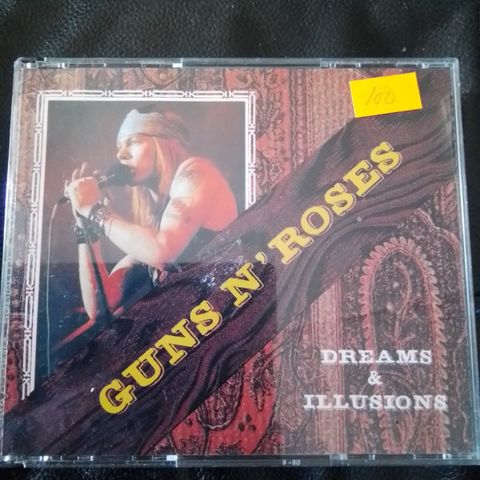 100
GUNS N' ROSES
DREAMS
&
ILLUSIONS